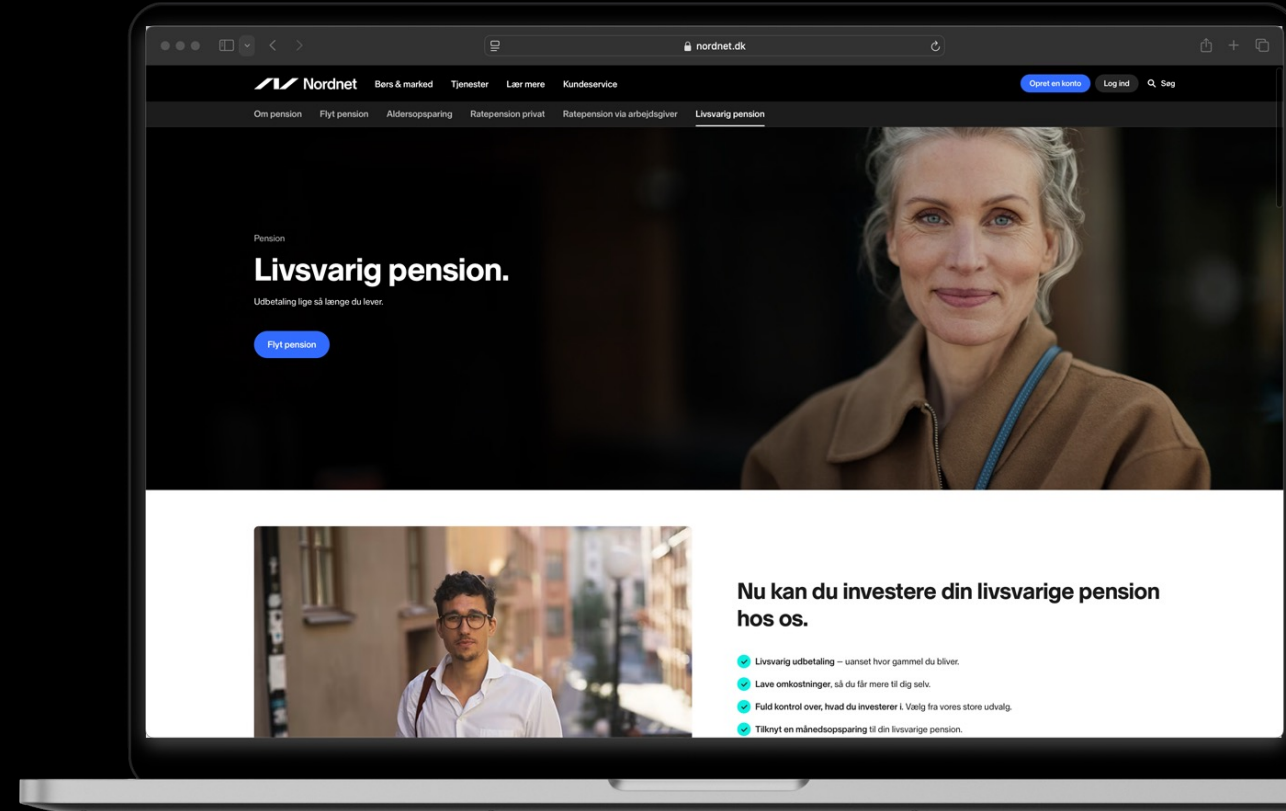 nordnet.dk
Nordnet
Børs & marked Tjenester Lær mere Kundeservice
Opret en konto Log ind Søg
Om pension Flyt pension Aldersopsparing Ratepension privat Ratepension via arbejdsgiver Livsvarig pension
Pension
Livsvarig pension.
Udbetaling lige så længe du lever.
Flyt pension
Nu kan du investere din livsvarige pension
hos os.
Livsvarig udbetaling – uanset hvor gammel du bliver.
Lave omkostninger, så du får mere til dig selv.
Fuld kontrol over, hvad du investerer i. Vælg fra vores store udvalg.
Tilknyt en månedsopsparing til din livsvarige pension.